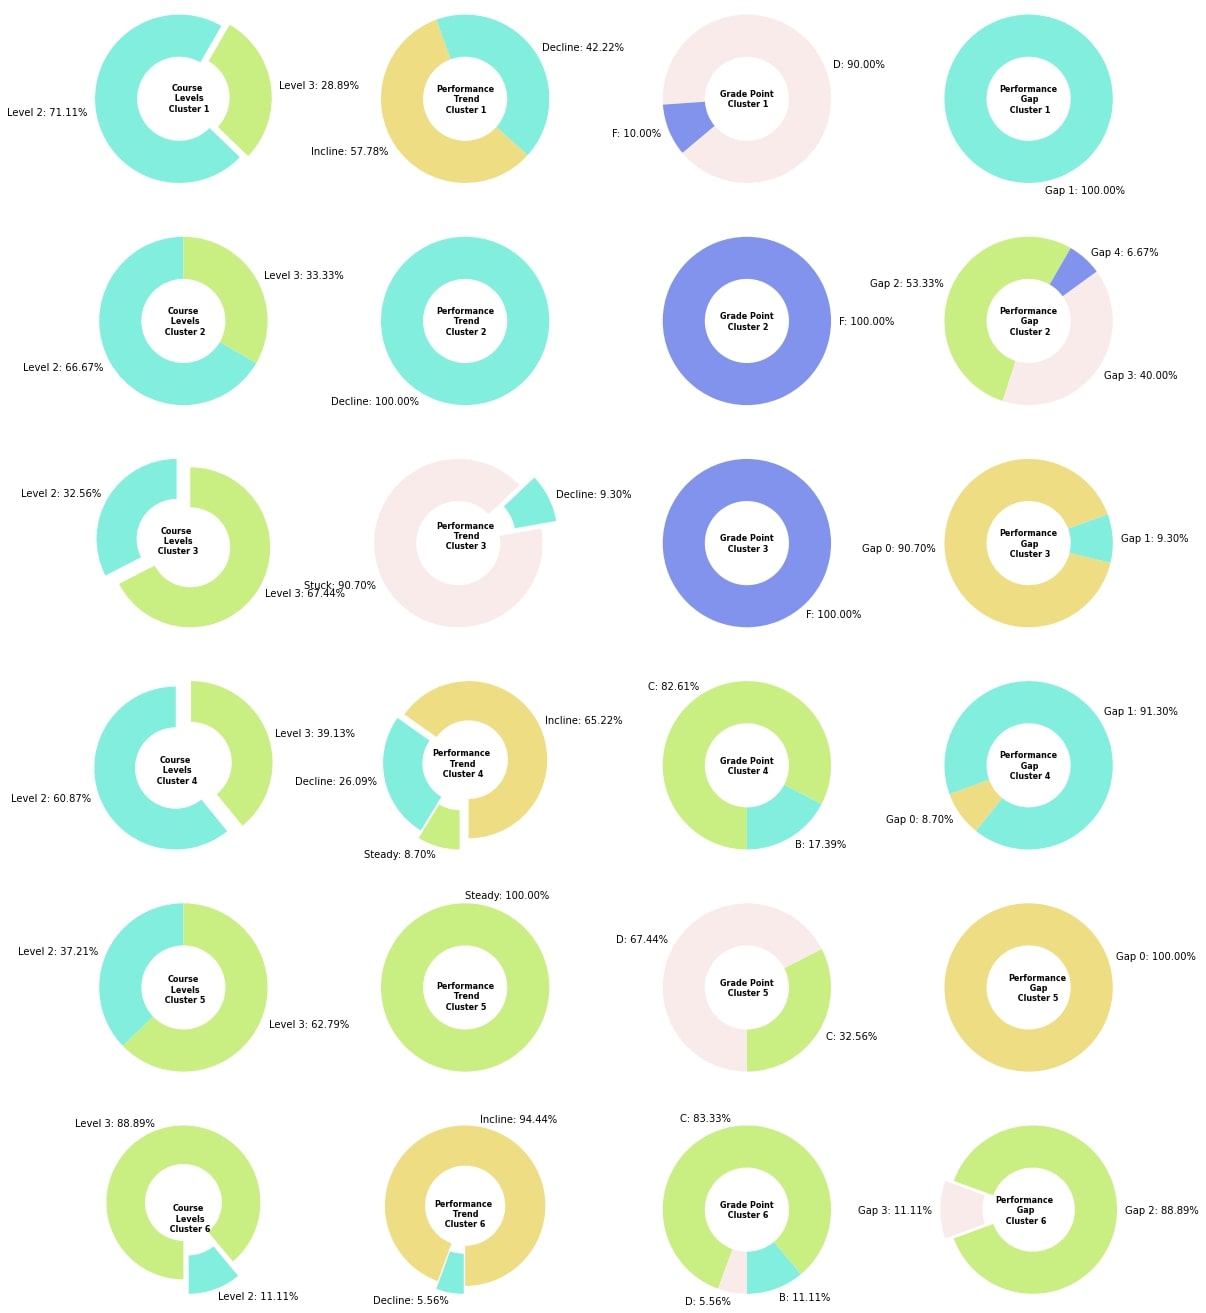 Level 2: 71.11%
Course
Levels
Cluster 1
Level 3: 28.89%
Incline: 57.78%
Performance
Trend
Cluster 1
Decline: 42.22%
F: 10.00%
Grade Point
Cluster 1
D: 90.00%
Performance
Gap
Cluster 1
Gap 1: 100.00%
Level 2: 66.67%
Course
Levels
Cluster 2
Level 3: 33.33%
Performance
Trend
Cluster 2
Decline: 100.00%
Grade Point
Cluster 2
F: 100.00%
Gap 2: 53.33%
Performance
Gap
Cluster 2
Gap 4: 6.67%
Gap 3: 40.00%
Level 2: 32.56%
Course
Levels
Cluster 3
Level 3: 67.44%
Stuck: 90.70%
Performance
Trend
Cluster 3
Decline: 9.30%
Grade Point
Cluster 3
F: 100.00%
Gap 0: 90.70%
Performance
Gap
Cluster 3
Gap 1: 9.30%
Level 2: 60.87%
Course
Levels
Cluster 4
Level 3: 39.13%
Decline: 26.09%
Performance
Trend
Cluster 4
Incline: 65.22%
Steady: 8.70%
C: 82.61%
Grade Point
Cluster 4
B: 17.39%
Gap 0: 8.70%
Performance
Gap
Cluster 4
Gap 1: 91.30%
Level 2: 37.21%
Course
Levels
Cluster 5
Level 3: 62.79%
Steady: 100.00%
Performance
Trend
Cluster 5
D: 67.44%
Grade Point
Cluster 5
C: 32.56%
Performance
Gap
Cluster 5
Gap 0: 100.00%
Level 3: 88.89%
Course
Levels
Cluster 6
Level 2: 11.11%
Incline: 94.44%
Performance
Trend
Cluster 6
Decline: 5.56%
C: 83.33%
Grade Point
Cluster 6
D: 5.56%
B: 11.11%
Gap 3: 11.11%
Performance
Gap
Cluster 6
Gap 2: 88.89%